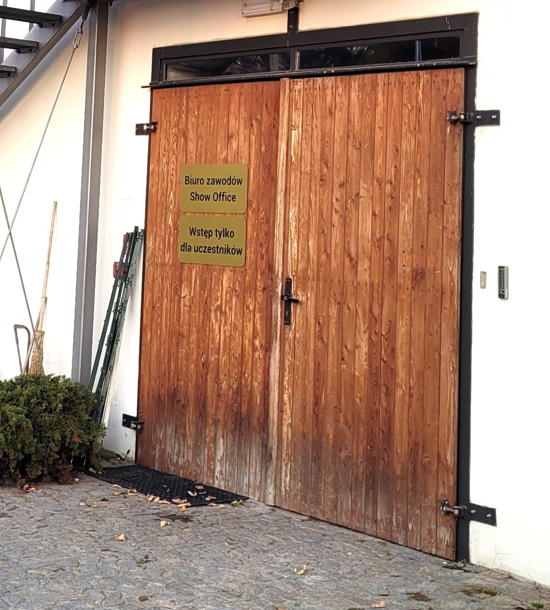 Biuro zawodów
Show Office
Wstęp tylko
dla uczestników